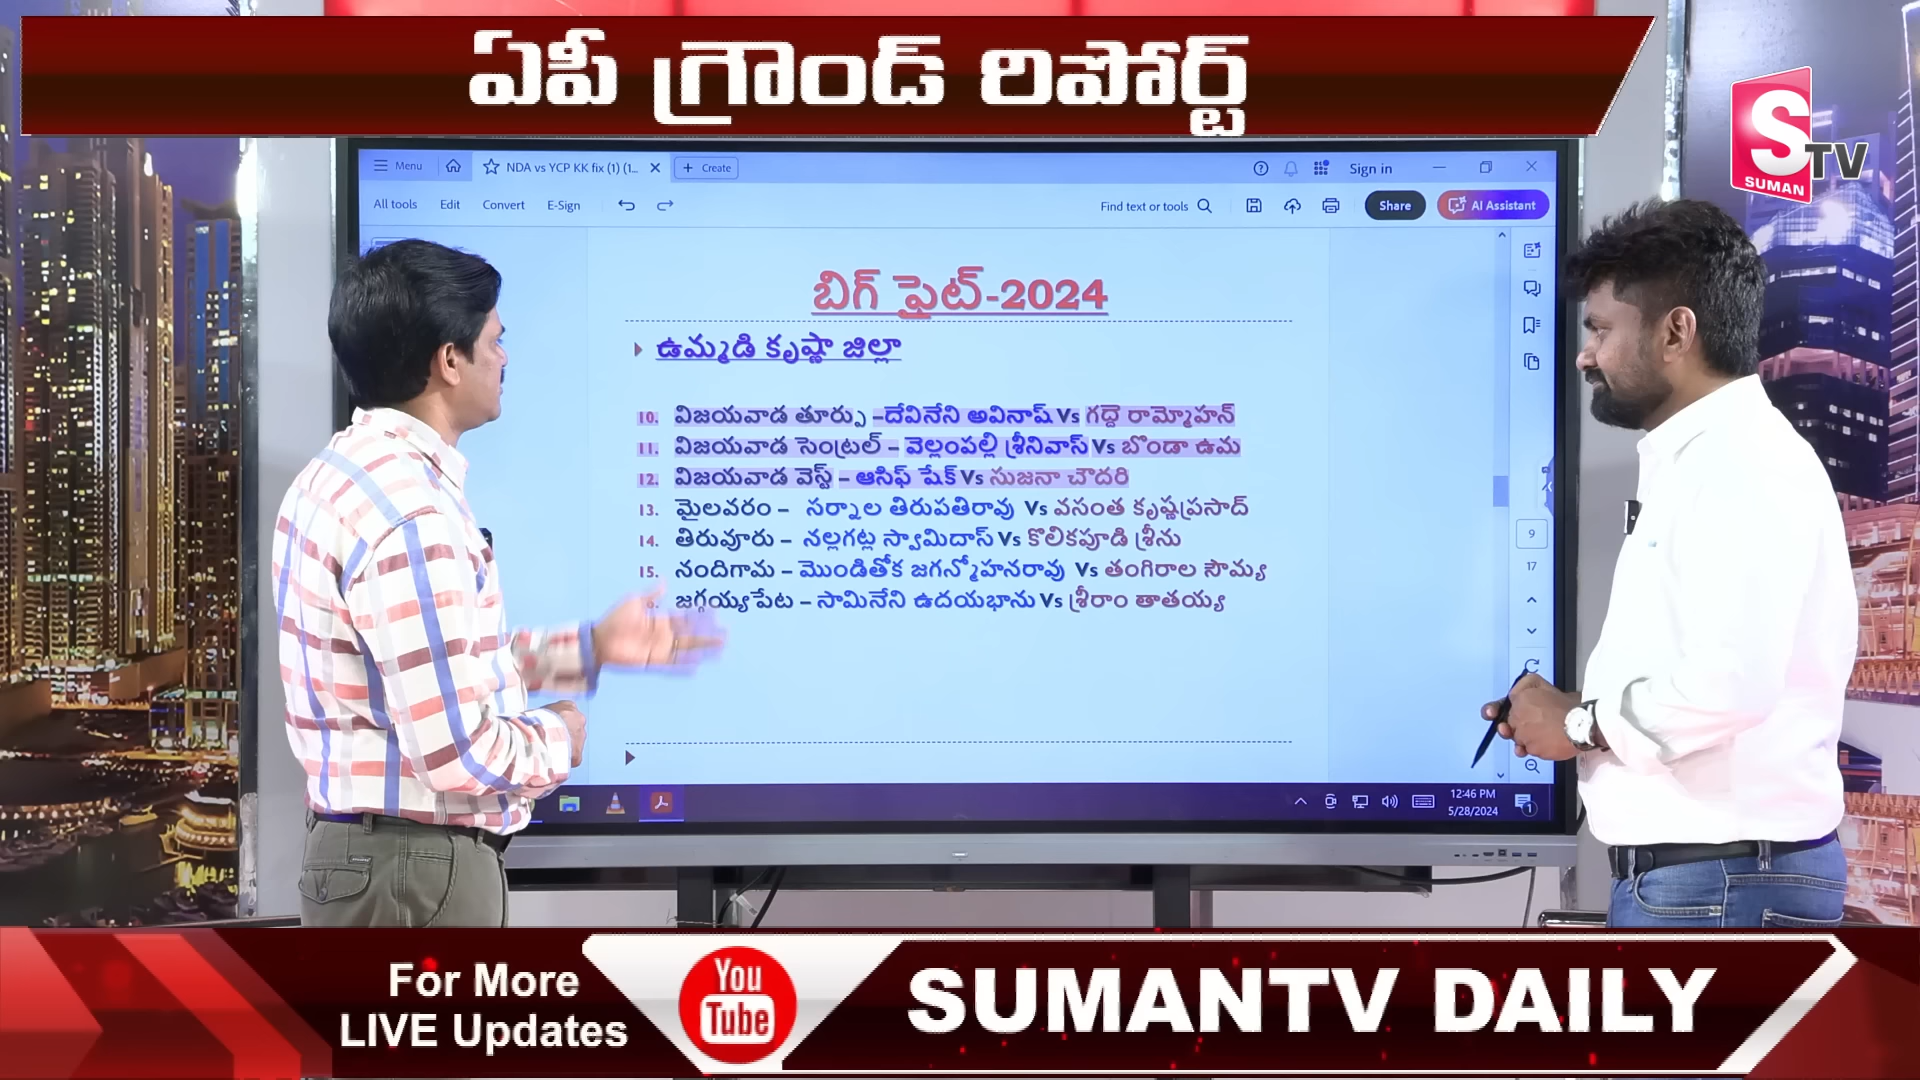 ఏపీ గ్రౌండ్ రిపోర్ట్
S
SUMAN
TV
Menu
NDA vs YCP KK fix (1) (1...
Create
Sign in
All tools
Edit
Convert
E-Sign
Find text or tools
Share
AI Assistant
బిగ్ ఫైట్-2024
ఉమ్మడి కృష్ణా జిల్లా
10. విజయవాడ తూర్పు –దేవినేని అవినాష్ Vs గద్దె రామ్మోహన్
11. విజయవాడ సెంట్రల్ – వెల్లంపల్లి శ్రీనివాస్ Vs బొండా ఉమ
12. విజయవాడ వెస్ట్ – ఆసిఫ్ షేక్ Vs సుజనా చౌదరి
13. మైలవరం – సర్నాల తిరుపతిరావు Vs వసంత కృష్ణప్రసాద్
14. తిరువూరు – నల్లగట్ల స్వామిదాస్ Vs కొలికపూడి శ్రీను
15. నందిగామ – మొండితోక జగన్మోహనరావు Vs తంగిరాల సౌమ్య
జగ్గయ్యపేట – సామినేని ఉదయభాను Vs శ్రీరాం తాతయ్య
9
17
12:46 PM
5/28/2024
1
For More
LIVE Updates
You
Tube
SUMANTV DAILY